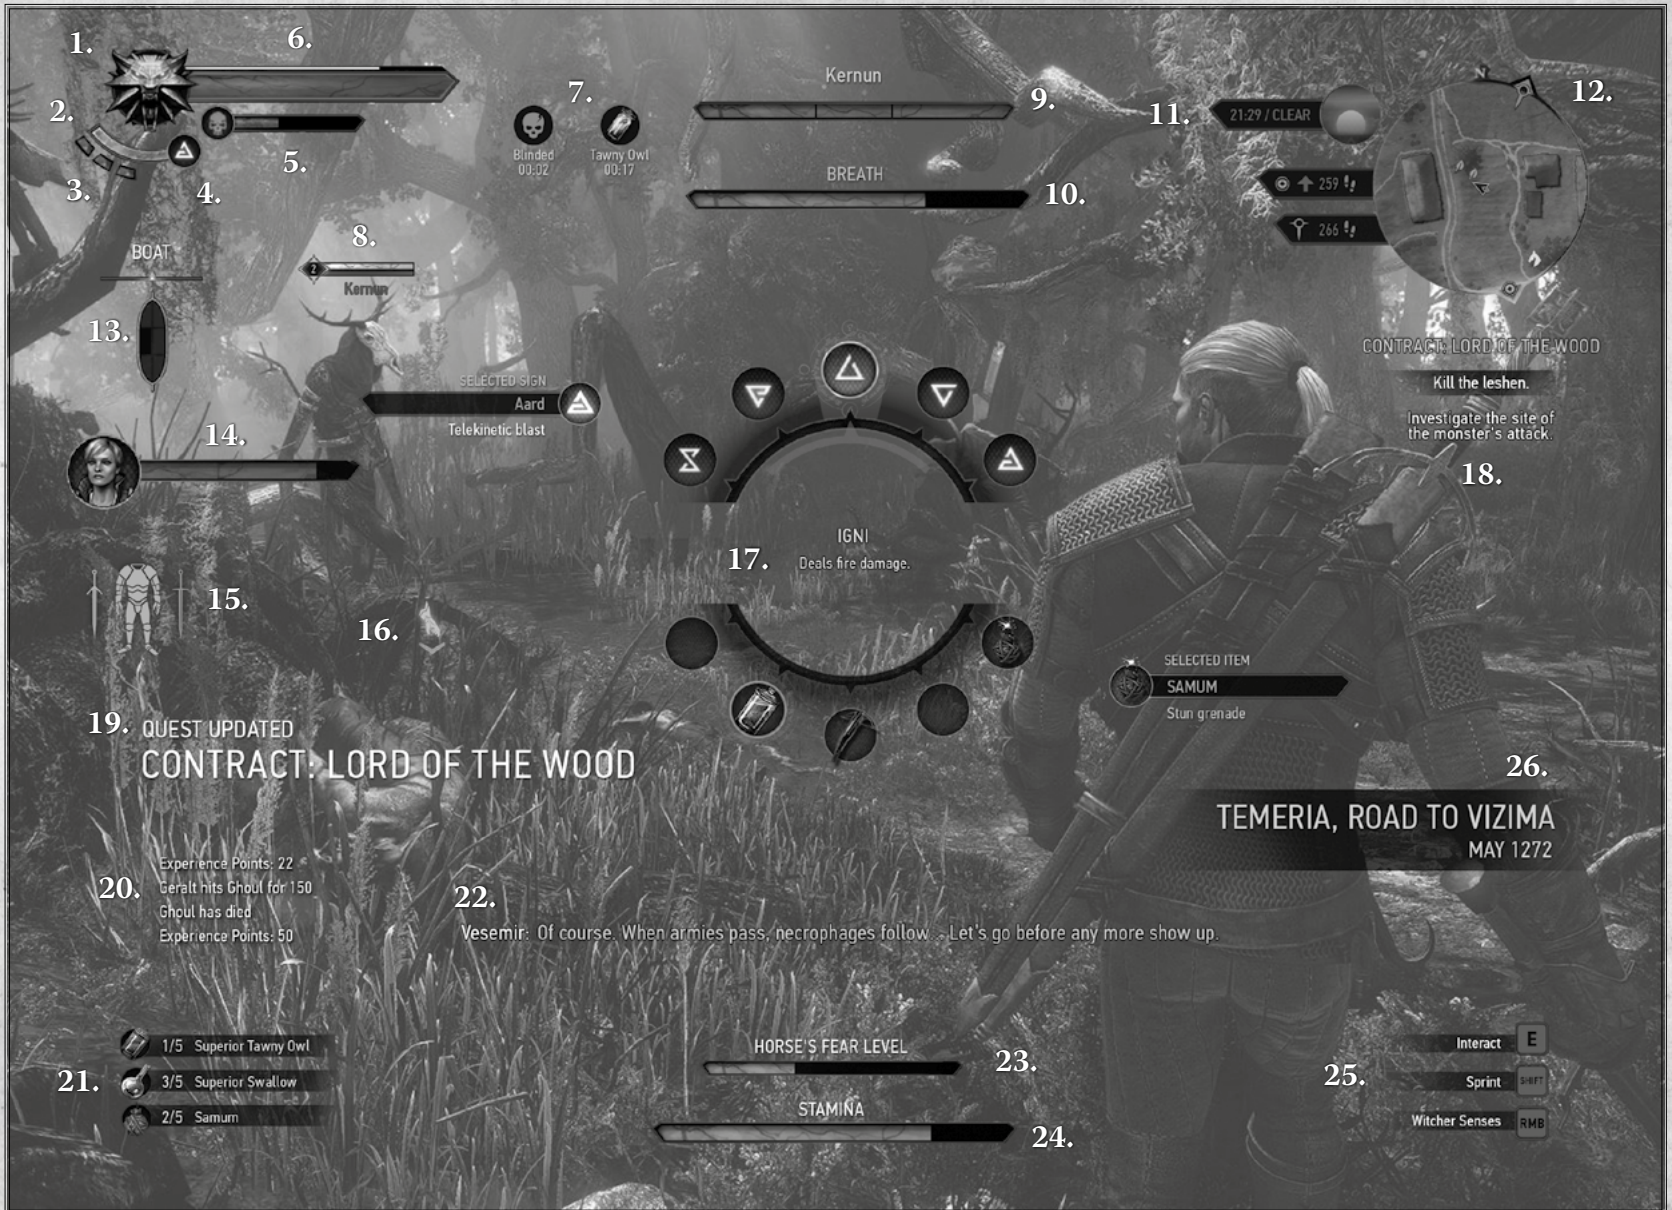 1.
6.
2.
7.
Kernun
9.
11.
21:29 / CLEAR
N
12.
Blinded
00:02
Tawny Owl
00:17
3.
4.
5.
BREATH
10.
259
266
8.
2
Kernun
BOAT
13.
SELECTED SIGN
Aard
Telekinetic blast
CONTRACT: LORD OF THE WOOD
Kill the leshen.
Investigate the site of
the monster's attack.
18.
14.
17.
IGNI
Deals fire damage.
15.
16.
SELECTED ITEM
SAMUM
Stun grenade
19.
QUEST UPDATED
CONTRACT: LORD OF THE WOOD
26.
TEMERIA, ROAD TO VIZIMA
MAY 1272
20.
Experience Points: 22
Geralt hits Ghoul for 150
Ghoul has died
Experience Points: 50
22.
Vesemir: Of course. When armies pass, necrophages follow... Let's go before any more show up.
21.
1/5 Superior Tawny Owl
3/5 Superior Swallow
2/5 Samum
HORSE'S FEAR LEVEL
23.
STAMINA
24.
25.
Interact E
Sprint SHIFT
Witcher Senses RMB